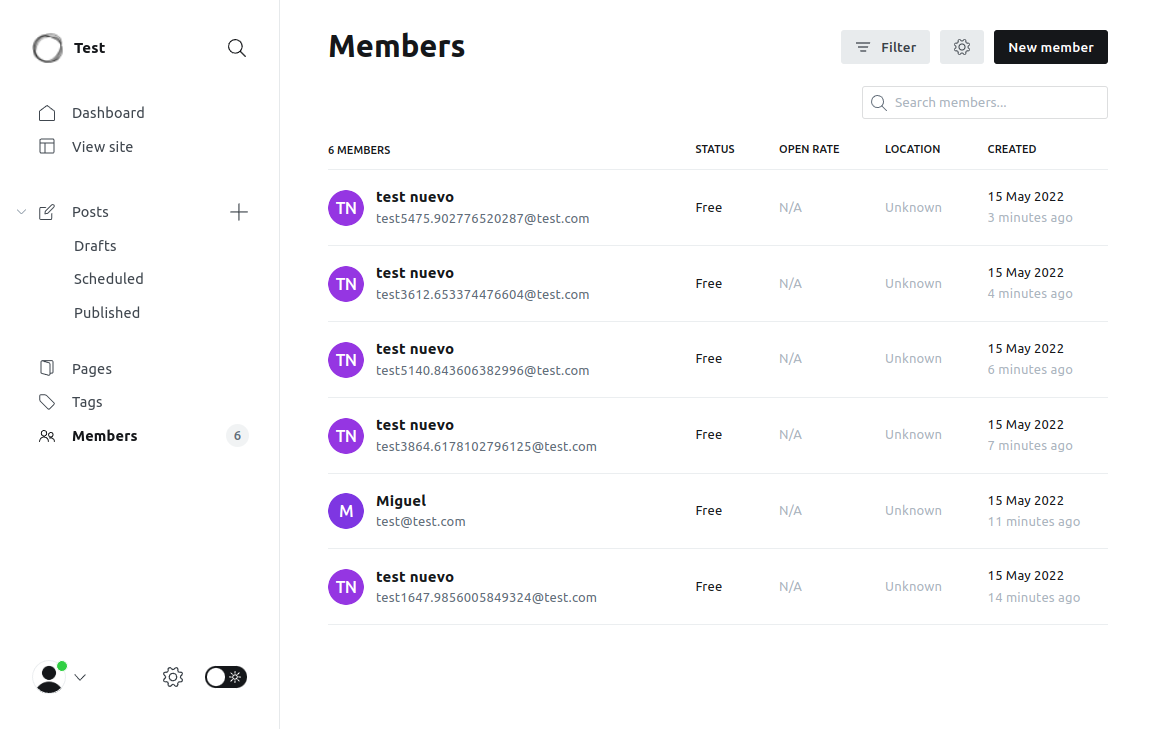 Test
Dashboard
View site
Posts
Drafts
Scheduled
Published
Pages
Tags
Members 6
Members
Filter
New member
Search members...
6 MEMBERS STATUS OPEN RATE LOCATION CREATED
TN test nuevo 15 May 2022
test5475.902776520287@test.com Free N/A Unknown 3 minutes ago
TN test nuevo 15 May 2022
test3612.653374476604@test.com Free N/A Unknown 4 minutes ago
TN test nuevo 15 May 2022
test5140.843606382996@test.com Free N/A Unknown 6 minutes ago
TN test nuevo 15 May 2022
test3864.6178102796125@test.com Free N/A Unknown 7 minutes ago
M Miguel 15 May 2022
test@test.com Free N/A Unknown 11 minutes ago
TN test nuevo 15 May 2022
test1647.9856005849324@test.com Free N/A Unknown 14 minutes ago